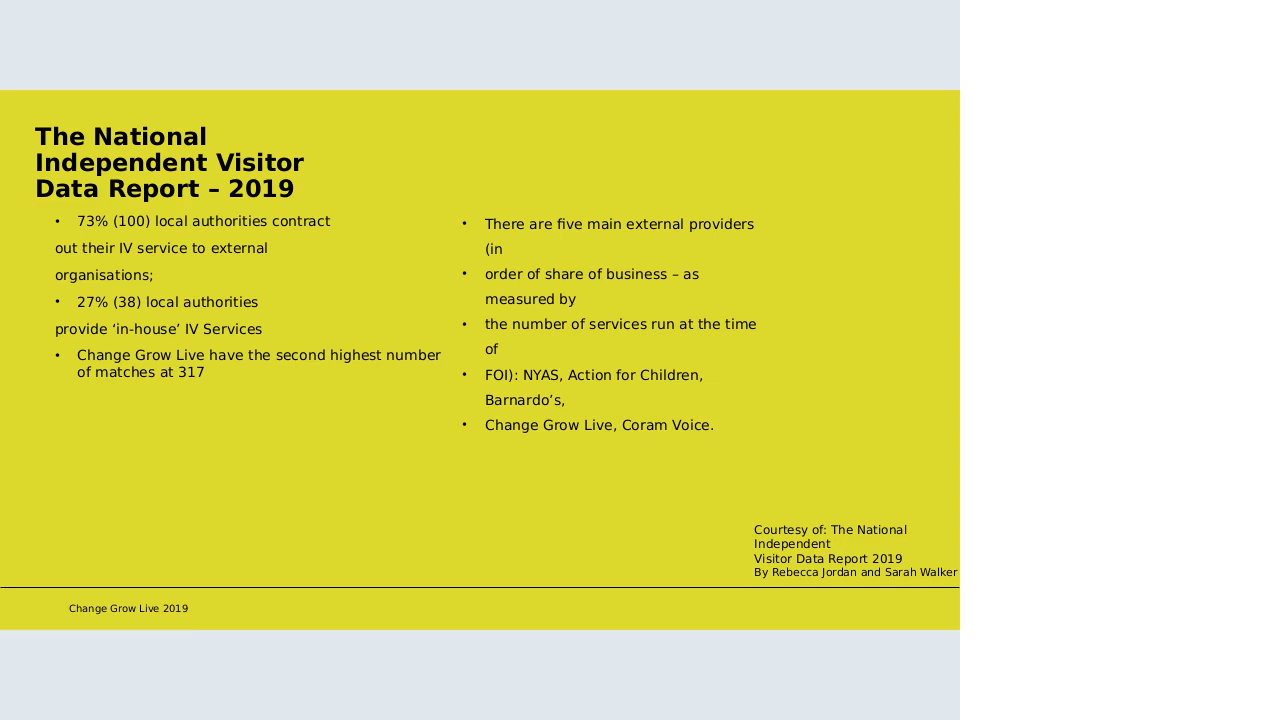 The National
Independent Visitor
Data Report – 2019
• 73% (100) local authorities contract
out their IV service to external
organisations;
• 27% (38) local authorities
provide ‘in-house’ IV Services
• Change Grow Live have the second highest number
of matches at 317
• There are five main external providers
(in
• order of share of business – as
measured by
• the number of services run at the time
of
• FOI): NYAS, Action for Children,
Barnardo’s,
• Change Grow Live, Coram Voice.
Courtesy of: The National
Independent
Visitor Data Report 2019
By Rebecca Jordan and Sarah Walker
Change Grow Live 2019